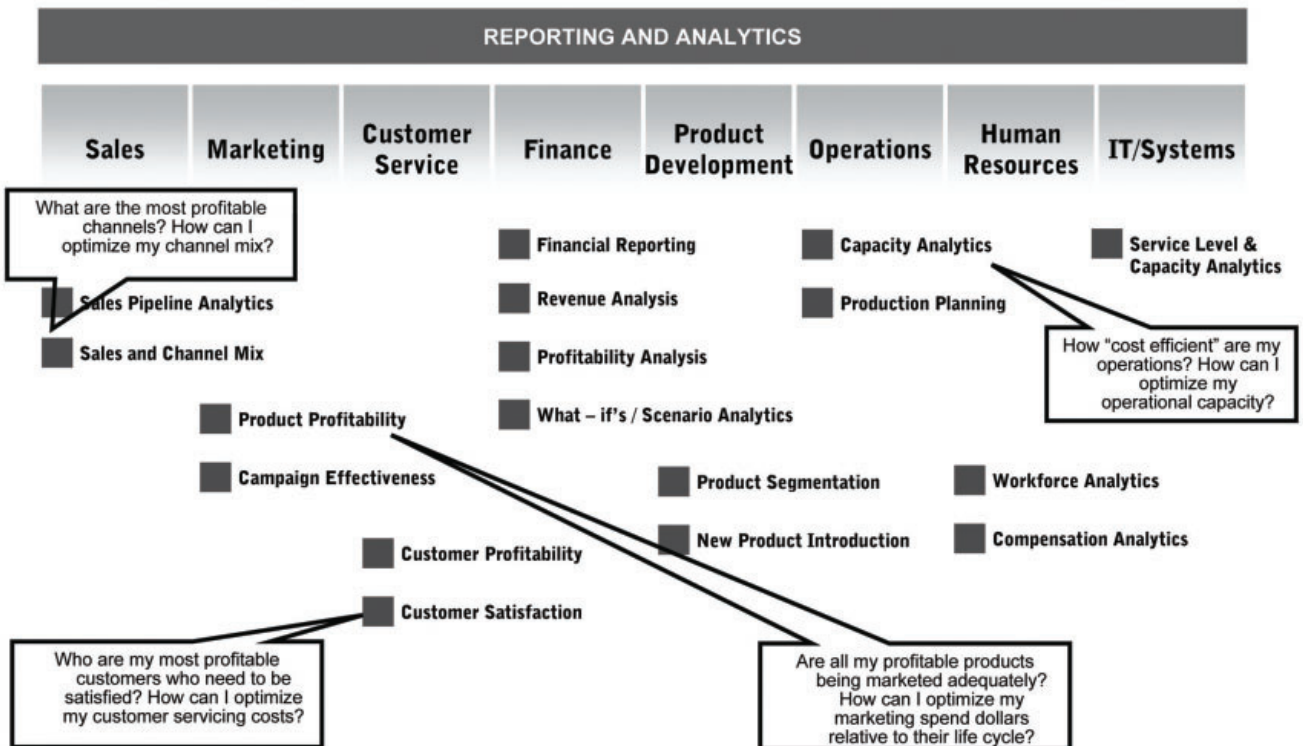 REPORTING AND ANALYTICS
Sales
Marketing
Customer
Service
Finance
Product
Development
Operations
Human
Resources
IT/Systems
What are the most profitable
channels? How can I
optimize my channel mix?
Sales Pipeline Analytics
Sales and Channel Mix
Product Profitability
Campaign Effectiveness
Customer Profitability
Customer Satisfaction
Who are my most profitable
customers who need to be
satisfied? How can I optimize
my customer servicing costs?
Financial Reporting
Revenue Analysis
Profitability Analysis
What – if's / Scenario Analytics
Product Segmentation
New Product Introduction
Are all my profitable products
being marketed adequately?
How can I optimize my
marketing spend dollars
relative to their life cycle?
Capacity Analytics
Production Planning
How “cost efficient” are my
operations? How can I
optimize my
operational capacity?
Workforce Analytics
Compensation Analytics
Service Level &
Capacity Analytics